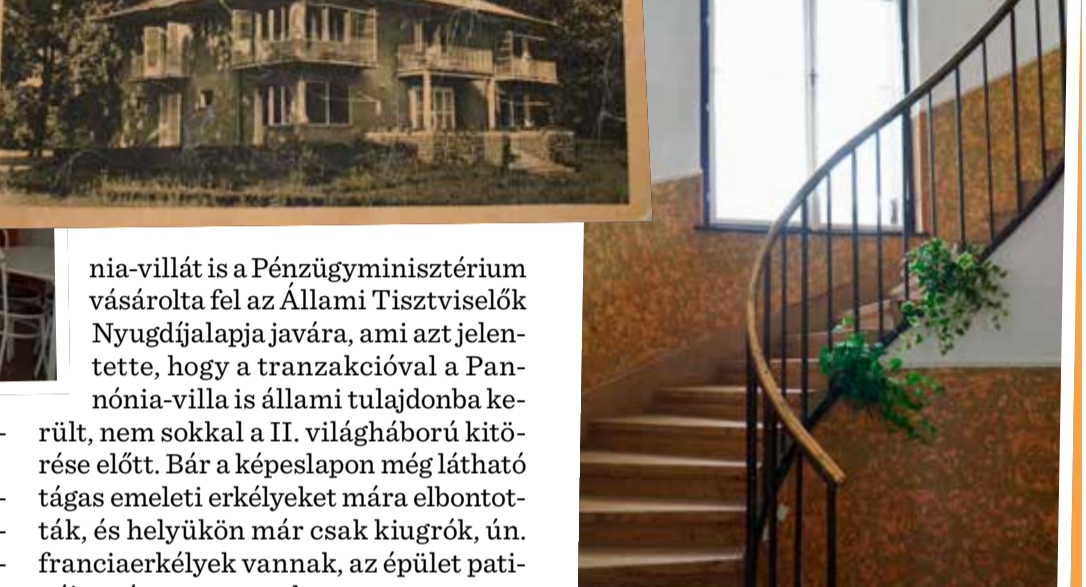 nia-villát is a Pénzügyminisztérium
vásárolta fel az Állami Tisztviselők
Nyugdíjalapja javára, ami azt jelen-
tette, hogy a tranzakcióval a Pan-
nónia-villa is állami tulajdonba ke-
rült, nem sokkal a II. világháború kitö-
rése előtt. Bár a képeslapon még látható
tágas emeleti erkélyeket mára elbontot-
ták, és helyükön már csak kiugrók, ún.
franciaerkélyek vannak, az épület pati-